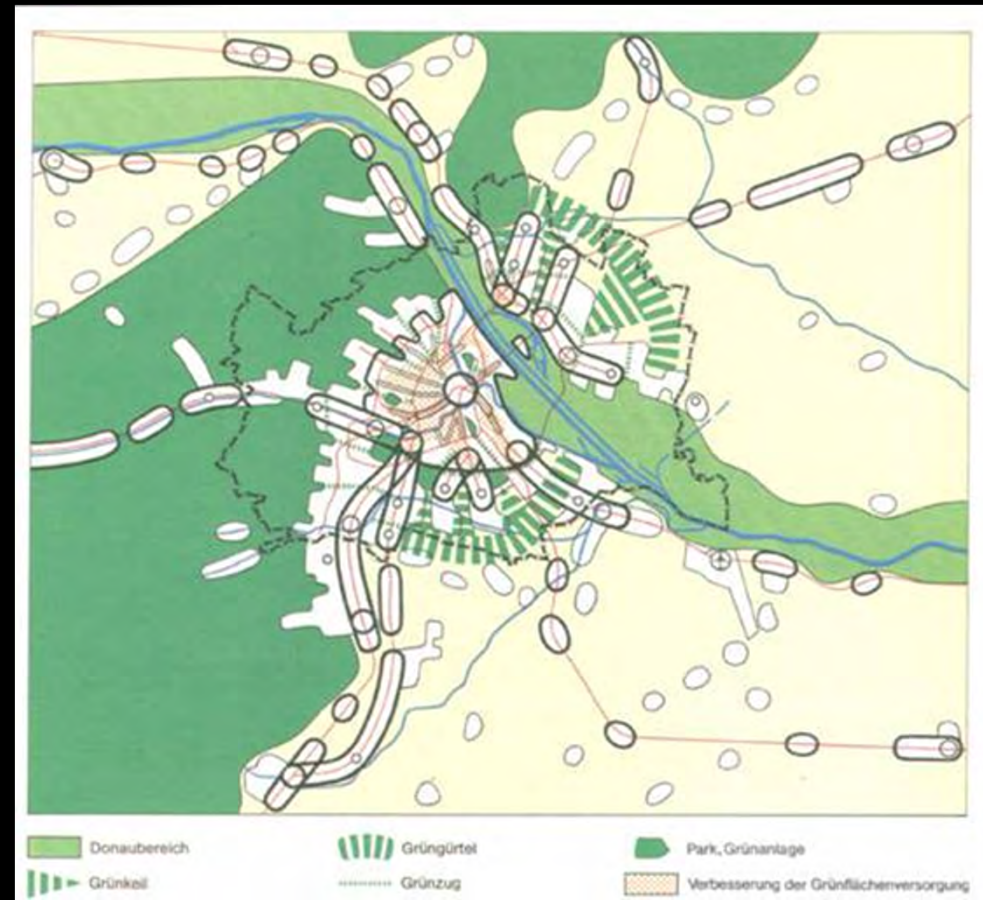 Donaubereich
Grüngürtel
Park, Grünanlage
Grünkeil
Grünzug
Verbesserung der Grünflächenversorgung